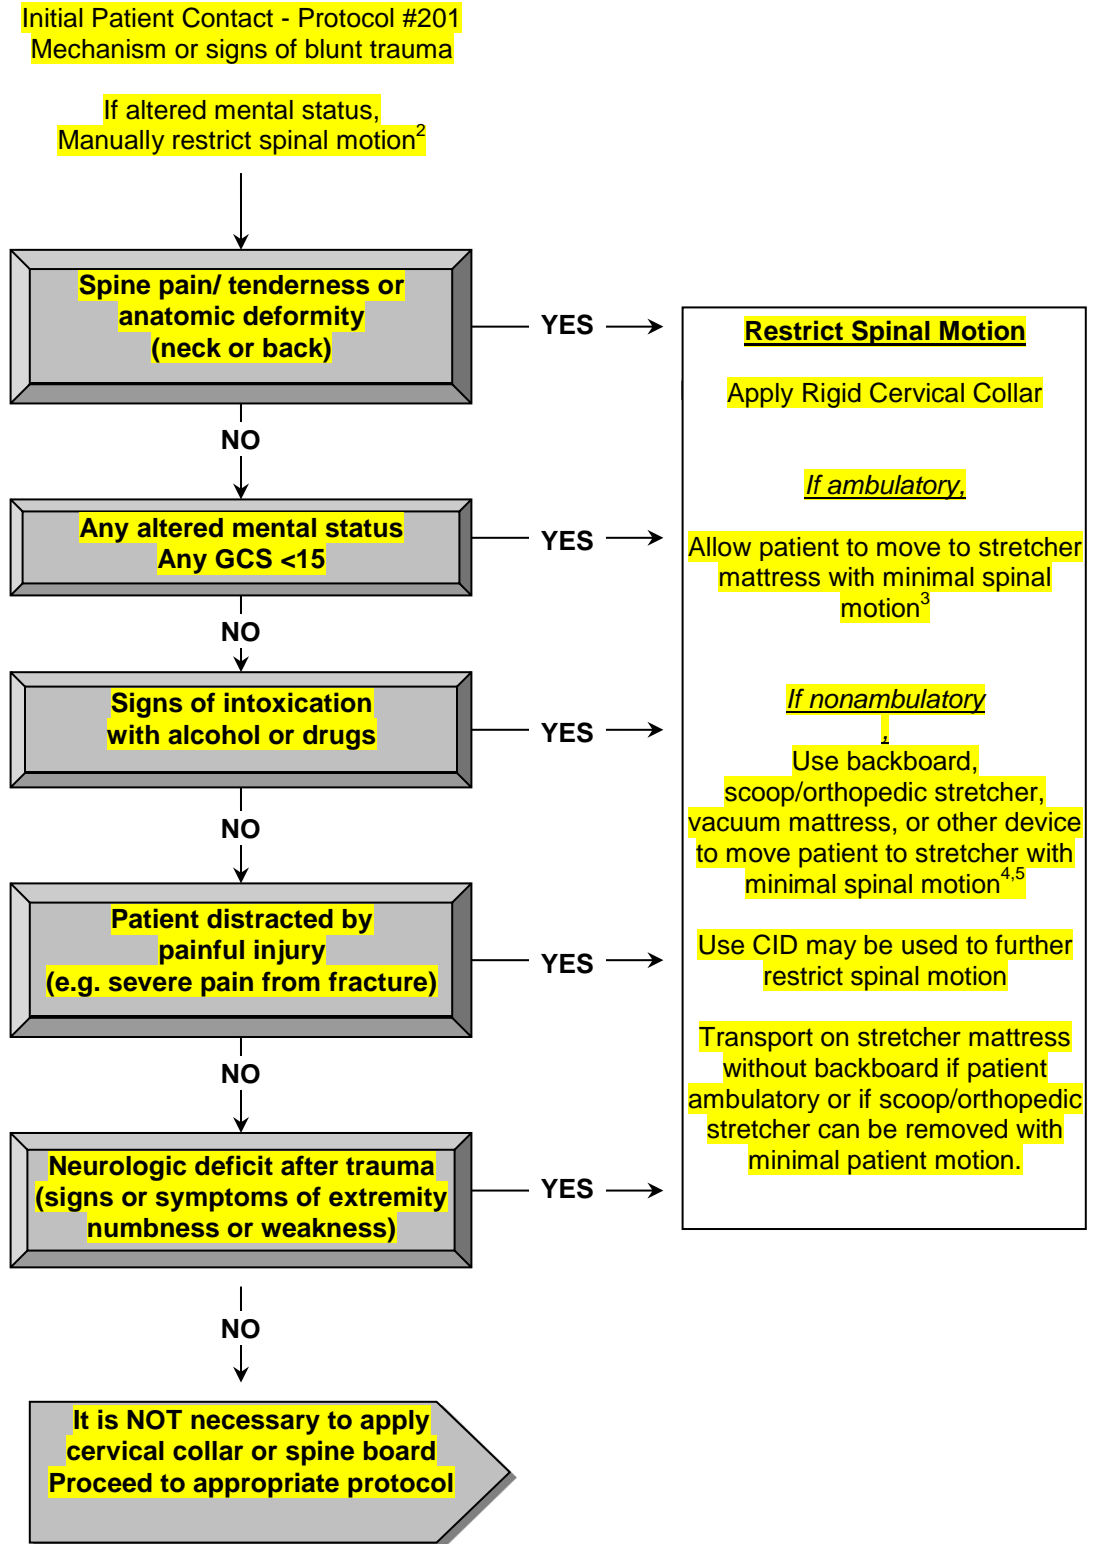 Initial Patient Contact - Protocol #201
Mechanism or signs of blunt trauma
If altered mental status,
Manually restrict spinal motion2
Spine pain/ tenderness or
anatomic deformity
(neck or back)
YES
NO
Any altered mental status
Any GCS <15
YES
NO
Signs of intoxication
with alcohol or drugs
YES
NO
Patient distracted by
painful injury
(e.g. severe pain from fracture)
YES
NO
Neurologic deficit after trauma
(signs or symptoms of extremity
numbness or weakness)
YES
NO
It is NOT necessary to apply
cervical collar or spine board
Proceed to appropriate protocol
Restrict Spinal Motion
Apply Rigid Cervical Collar
If ambulatory,
Allow patient to move to stretcher
mattress with minimal spinal
motion3
If nonambulatory
,
Use backboard,
scoop/orthopedic stretcher,
vacuum mattress, or other device
to move patient to stretcher with
minimal spinal motion4,5
Use CID may be used to further
restrict spinal motion
Transport on stretcher mattress
without backboard if patient
ambulatory or if scoop/orthopedic
stretcher can be removed with
minimal patient motion.